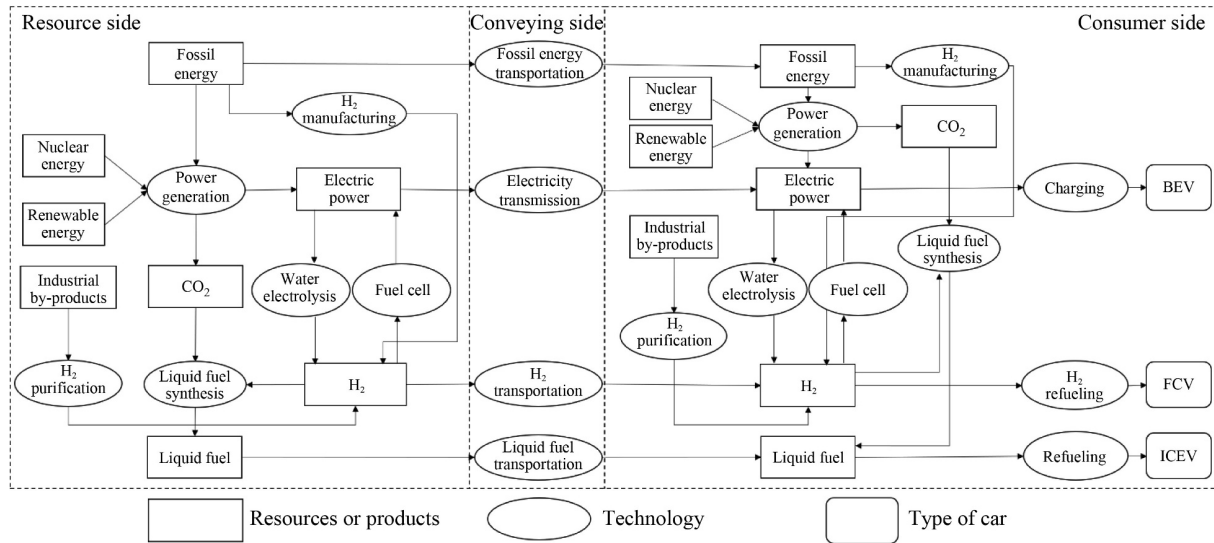 Resource side
Conveying side
Consumer side
Fossil
energy
Fossil energy
transportation
Fossil
energy
H2
manufacturing
H2
manufacturing
Nuclear
energy
Renewable
energy
Power
generation
CO2
Nuclear
energy
Renewable
energy
Power
generation
Electric
power
Electricity
transmission
Electric
power
Charging
BEV
Industrial
by-products
CO2
Water
electrolysis
Fuel cell
Industrial
by-products
Water
electrolysis
Fuel cell
Liquid fuel
synthesis
H2
purification
Liquid fuel
synthesis
H2
H2
transportation
H2
purification
H2
H2
refueling
FCV
Liquid fuel
Liquid fuel
transportation
Liquid fuel
Refueling
ICEV
Resources or products
Technology
Type of car